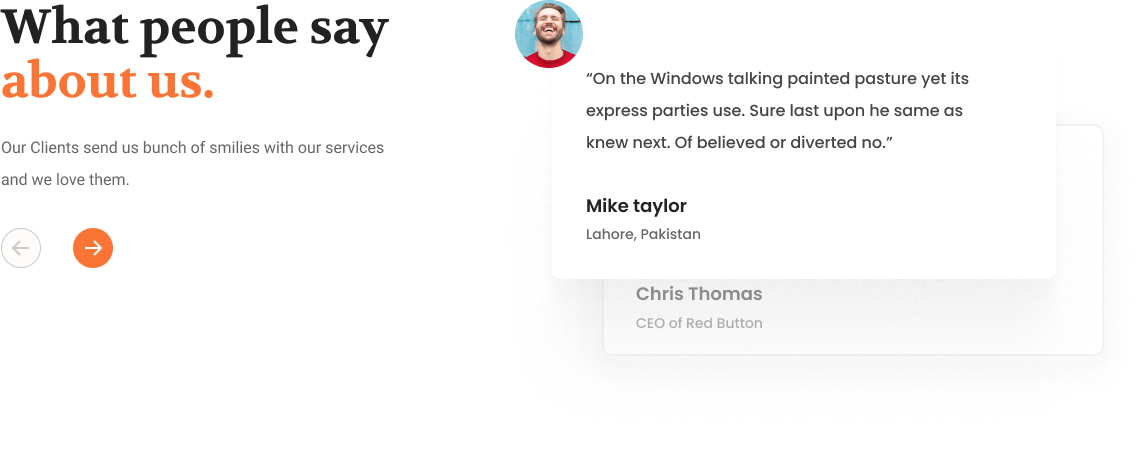 What people say
about us.
Our Clients send us bunch of smilies with our services
and we love them.
“On the Windows talking painted pasture yet its
express parties use. Sure last upon he same as
knew next. Of believed or diverted no.”
Mike taylor
Lahore, Pakistan
Chris Thomas
CEO of Red Button